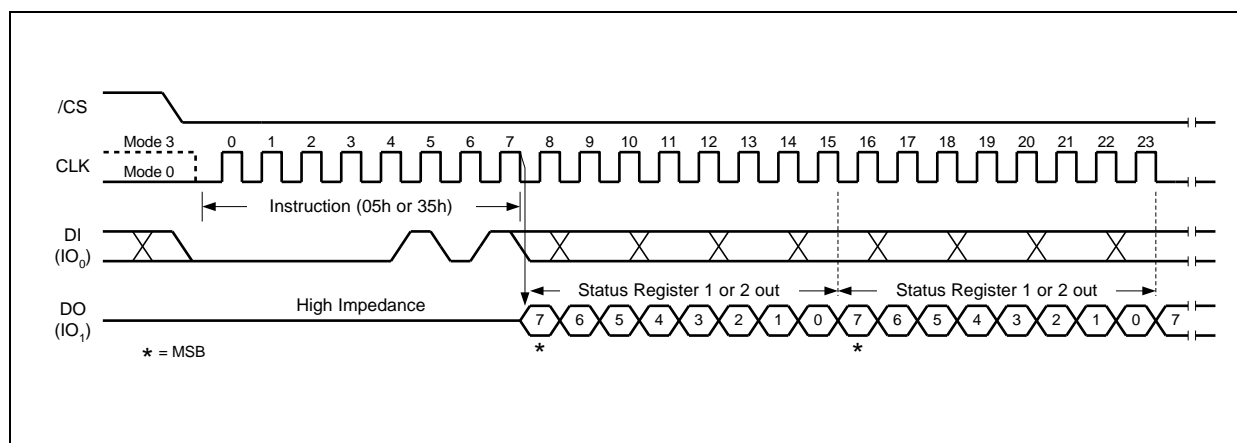 /CS
Mode 3
0 1 2 3 4 5 6 7 8 9 10 11 12 13 14 15 16 17 18 19 20 21 22 23
CLK
Mode 0
Instruction (05h or 35h)
DI
(IO0)
Status Register 1 or 2 out
Status Register 1 or 2 out
High Impedance
DO
(IO1)
7 6 5 4 3 2 1 0 7 6 5 4 3 2 1 0 7
* *
* = MSB